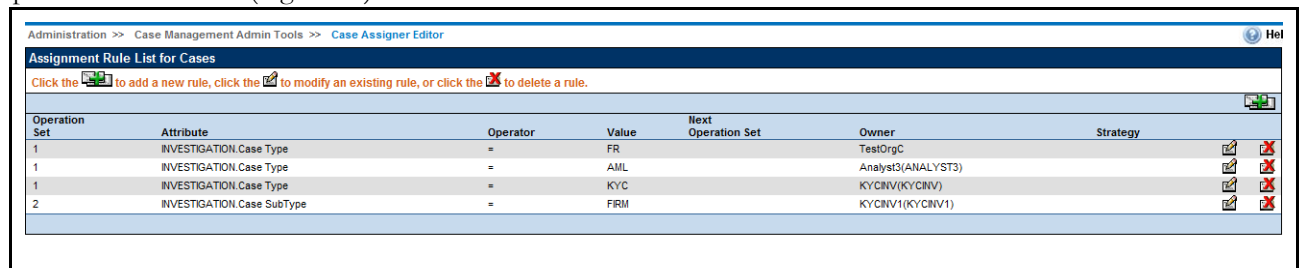 Administration >> Case Management Admin Tools >> Case Assigner Editor Hel
Assignment Rule List for Cases
Click the to add a new rule, click the to modify an existing rule, or click the to delete a rule.
Operation Set Attribute Operator Value Next Operation Set Owner Strategy
1 INVESTIGATION.Case Type = FR TestOrgC
1 INVESTIGATION.Case Type = AML Analyst3(ANALYST3)
1 INVESTIGATION.Case Type = KYC KYCINV(KYCINV)
2 INVESTIGATION.Case SubType = FIRM KYCINV1(KYCINV1)